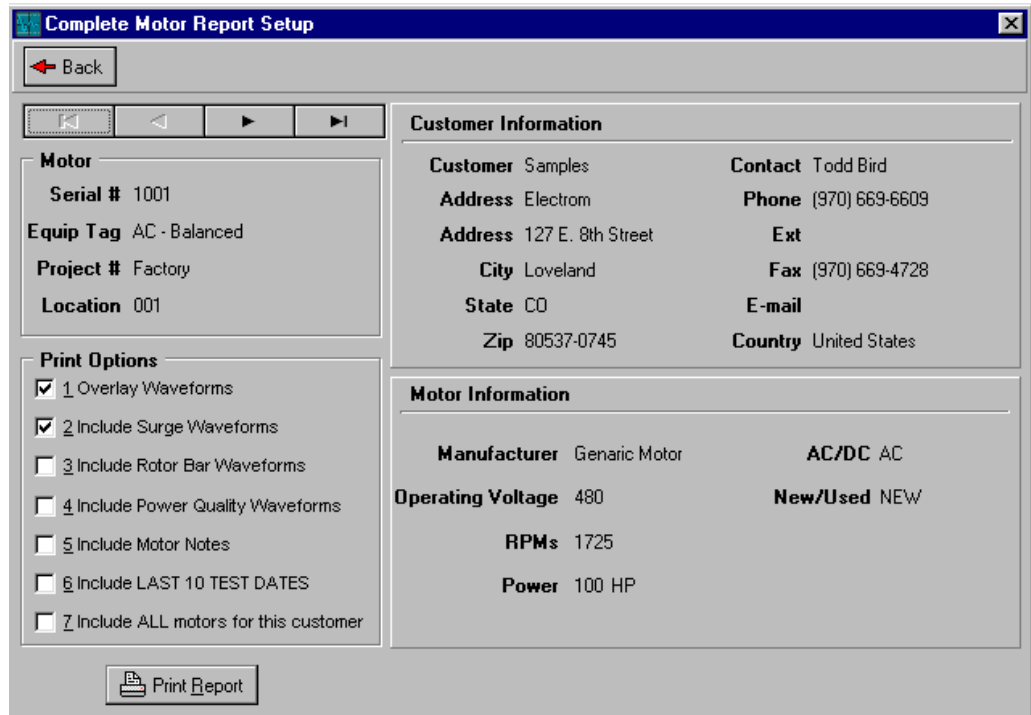 Complete Motor Report Setup
Back
Motor
Serial # 1001
Equip Tag AC - Balanced
Project # Factory
Location 001
Print Options
1 Overlay Waveforms
2 Include Surge Waveforms
3 Include Rotor Bar Waveforms
4 Include Power Quality Waveforms
5 Include Motor Notes
6 Include LAST 10 TEST DATES
7 Include ALL motors for this customer
Print Report
Customer Information
Customer Samples
Address Electrom
Address 127 E. 8th Street
City Loveland
State CO
Zip 80537-0745
Contact Todd Bird
Phone (970) 669-6609
Ext
Fax (970) 669-4728
E-mail
Country United States
Motor Information
Manufacturer Genaric Motor
Operating Voltage 480
RPMs 1725
Power 100 HP
AC/DC AC
New/Used NEW